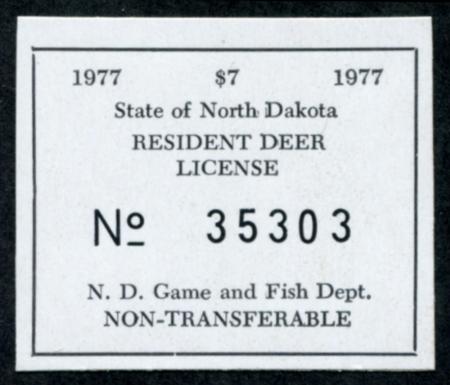 1977 $7 1977
State of North Dakota
RESIDENT DEER
LICENSE
Nº 35303
N. D. Game and Fish Dept.
NON-TRANSFERABLE